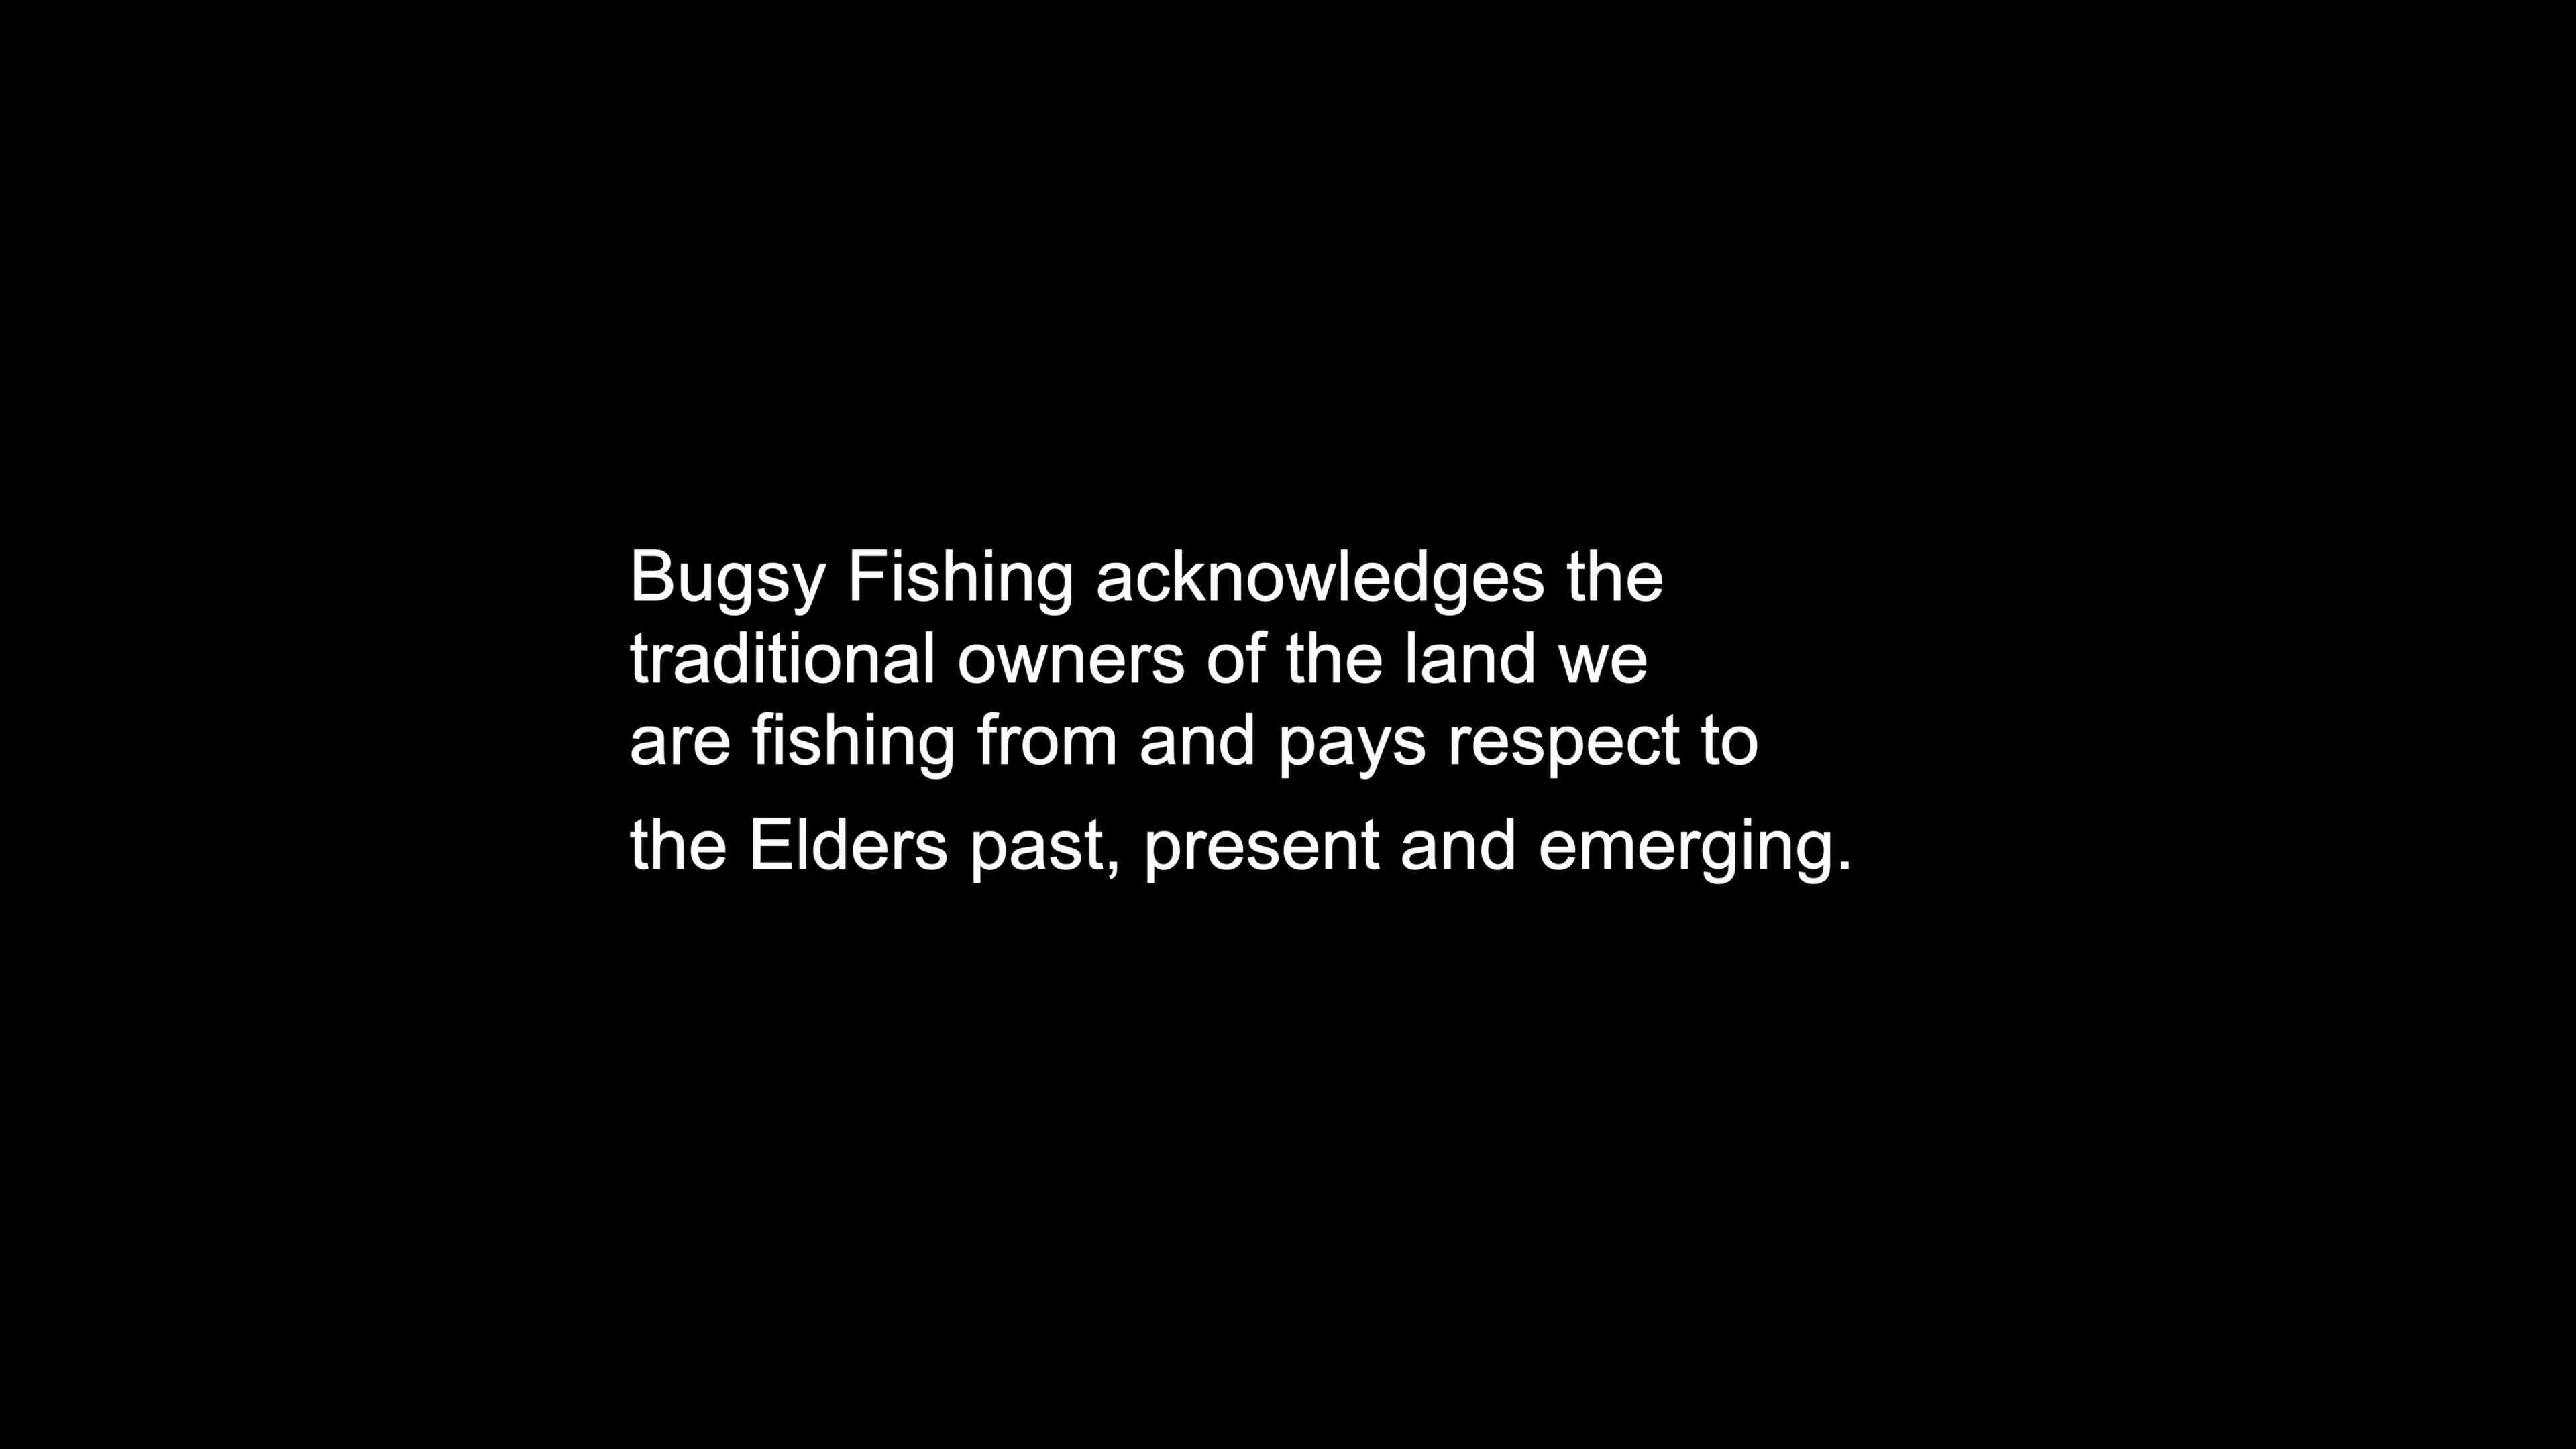 Bugsy Fishing acknowledges the
traditional owners of the land we
are fishing from and pays respect to
the Elders past, present and emerging.